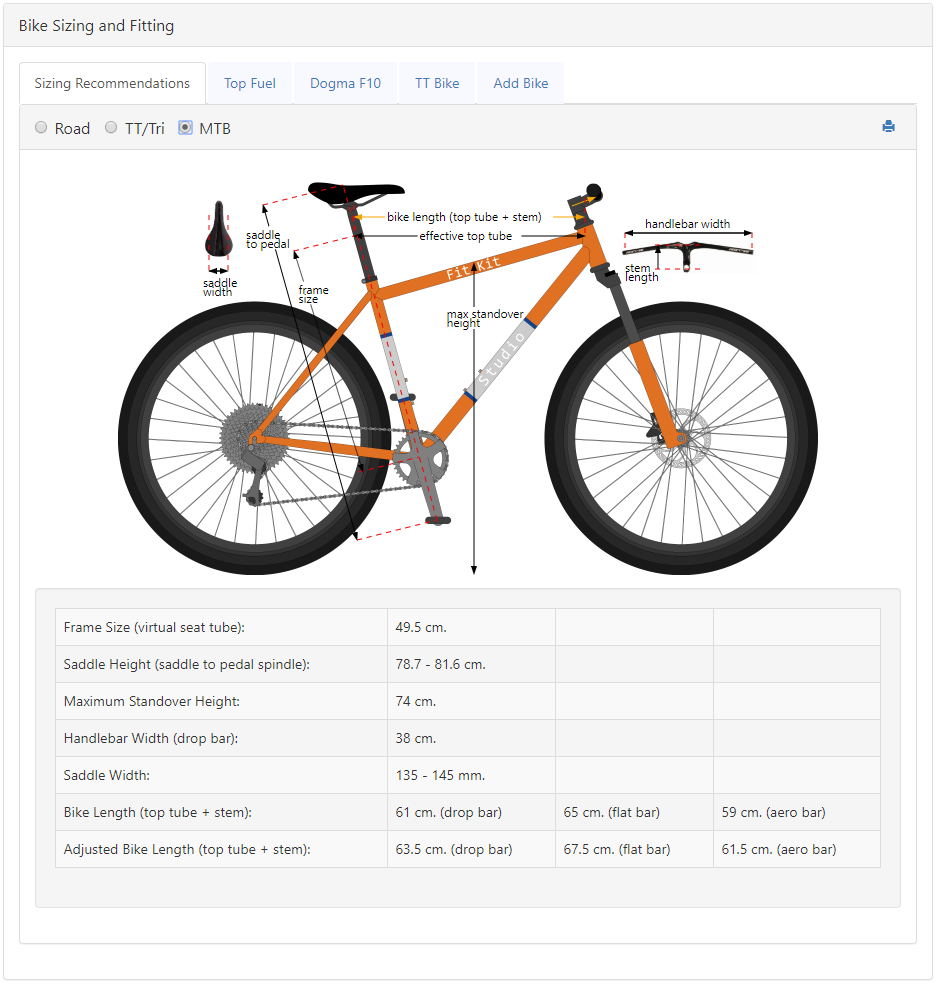 Bike Sizing and Fitting
Sizing Recommendations Top Fuel Dogma F10 TT Bike Add Bike
Road TT/Tri MTB
bike length (top tube + stem)
handlebar width
saddle
to pedal
effective top tube
stem
length
saddle
width
frame
size
Fit Kit
max standover
height
Studio
Frame Size (virtual seat tube): 49.5 cm.
Saddle Height (saddle to pedal spindle): 78.7 - 81.6 cm.
Maximum Standover Height: 74 cm.
Handlebar Width (drop bar): 38 cm.
Saddle Width: 135 - 145 mm.
Bike Length (top tube + stem): 61 cm. (drop bar) 65 cm. (flat bar) 59 cm. (aero bar)
Adjusted Bike Length (top tube + stem): 63.5 cm. (drop bar) 67.5 cm. (flat bar) 61.5 cm. (aero bar)